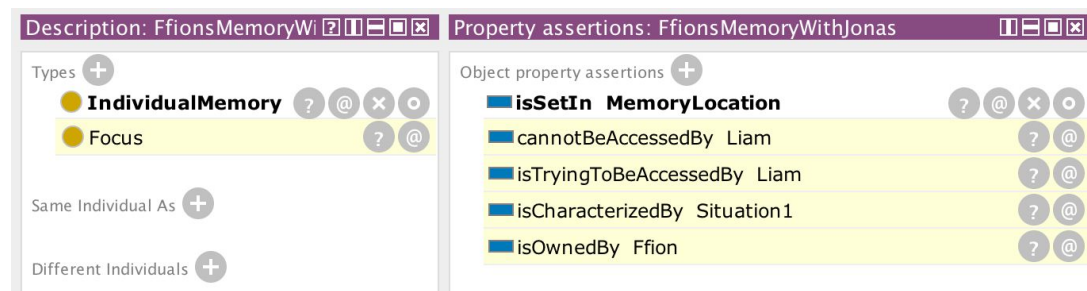 Description: FfionsMemoryWi
Types
IndividualMemory
Focus
Same Individual As
Different Individuals
Property assertions: FfionsMemoryWithJonas
Object property assertions
isSetIn MemoryLocation
cannotBeAccessedBy Liam
isTryingToBeAccessedBy Liam
isCharacterizedBy Situation1
isOwnedBy Ffion